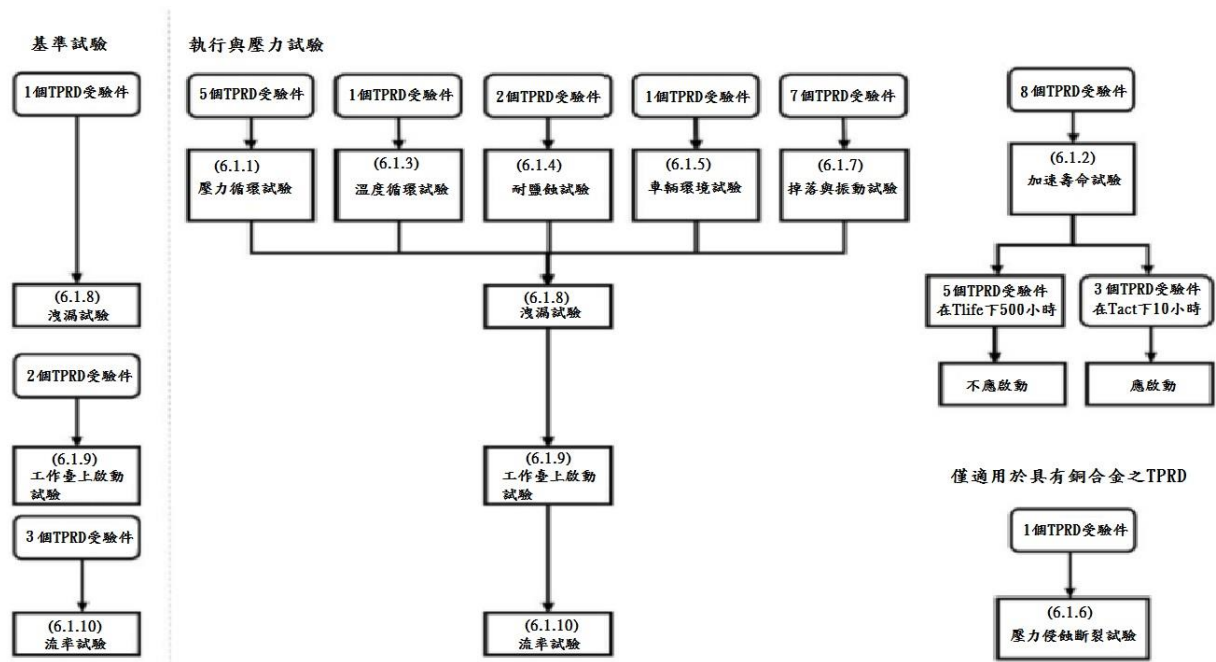 基準試驗
1個TPRD受驗件
(6.1.8)
洩漏試驗
2個TPRD受驗件
(6.1.9)
工作臺上啟動
試驗
3個TPRD受驗件
(6.1.10)
流率試驗
執行與壓力試驗
5個TPRD受驗件
1個TPRD受驗件
2個TPRD受驗件
1個TPRD受驗件
7個TPRD受驗件
(6.1.1)
壓力循環試驗
(6.1.3)
溫度循環試驗
(6.1.4)
耐鹽蝕試驗
(6.1.5)
車輛環境試驗
(6.1.7)
掉落與振動試驗
(6.1.8)
洩漏試驗
(6.1.9)
工作臺上啟動
試驗
(6.1.10)
流率試驗
8個TPRD受驗件
(6.1.2)
加速壽命試驗
5個TPRD受驗件
在Tlife下500小時
3個TPRD受驗件
在Tact下10小時
不應啟動
應啟動
僅適用於具有銅合金之TPRD
1個TPRD受驗件
(6.1.6)
壓力侵蝕斷裂試驗